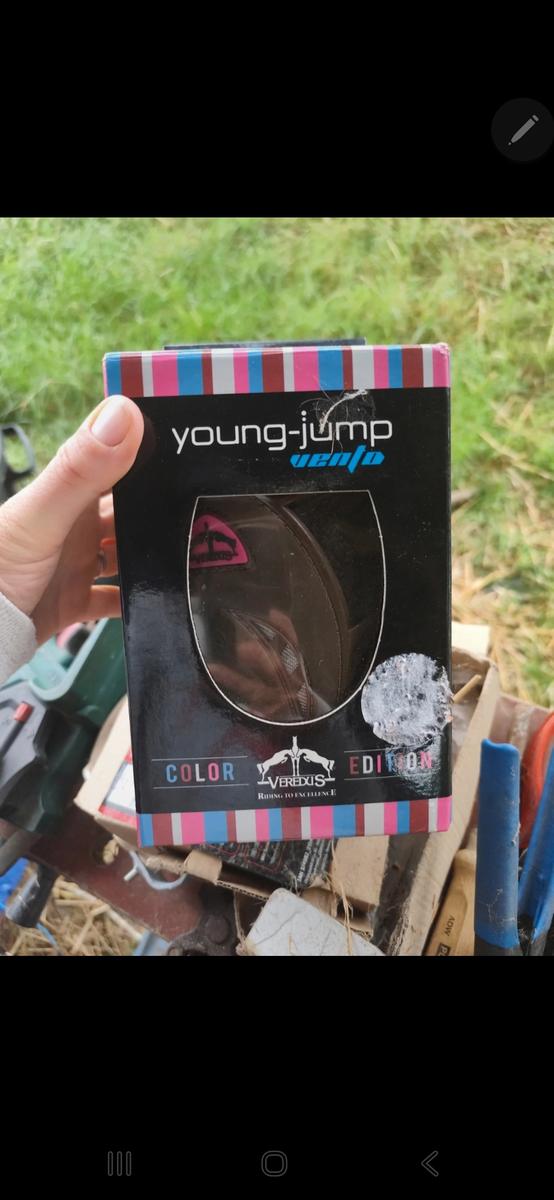 young-jump
vento
COLOR
EDITION
VEREDUS
RIDING TO EXCELLENCE